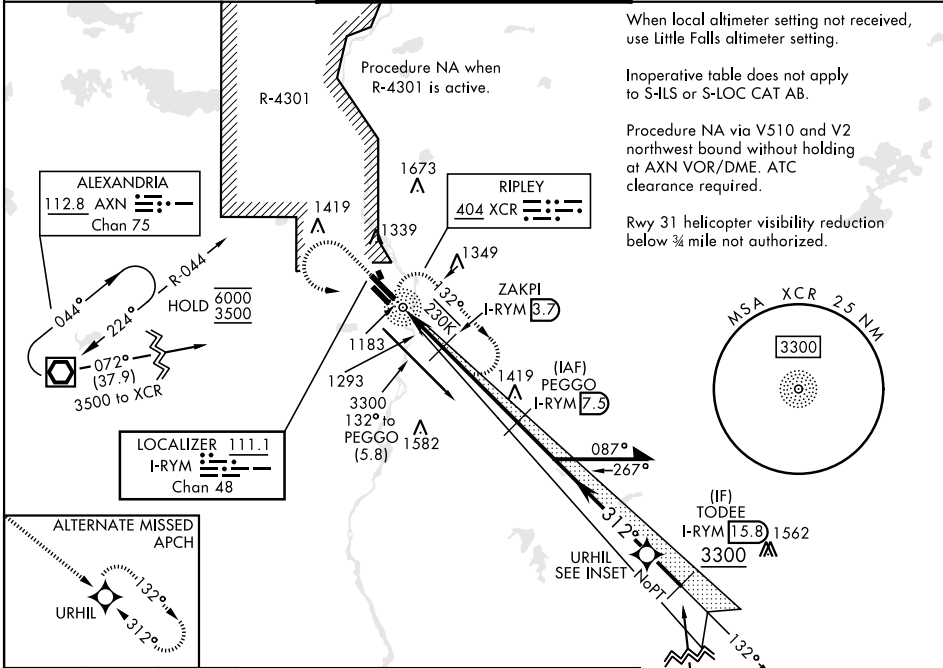 When local altimeter setting not received,
use Little Falls altimeter setting.
Inoperative table does not apply
to S-ILS or S-LOC CAT AB.
Procedure NA via V510 and V2
northwest bound without holding
at AXN VOR/DME. ATC
clearance required.
Rwy 31 helicopter visibility reduction
below ¾ mile not authorized.
Procedure NA when
R-4301 is active.
R-4301
ALEXANDRIA
112.8 AXN
Chan 75
R-044
044°
224°
HOLD 6000
3500
072°
(37.9)
3500 to XCR
1419
1339
1673
RIPLEY
404 XCR
1349
132°
230K
ZAKPI
I-RYM 3.7
1183
1293
3300
132° to
PEGGO
(5.8)
1582
1419
(IAF)
PEGGO
I-RYM 7.5
MSA XCR 25 NM
3300
LOCALIZER 111.1
I-RYM
Chan 48
087°
267°
312°
(IF)
TODEE
I-RYM 15.8
3300
1562
URHIL
SEE INSET
NoPT
132°
ALTERNATE MISSED
APCH
URHIL
132°
312°